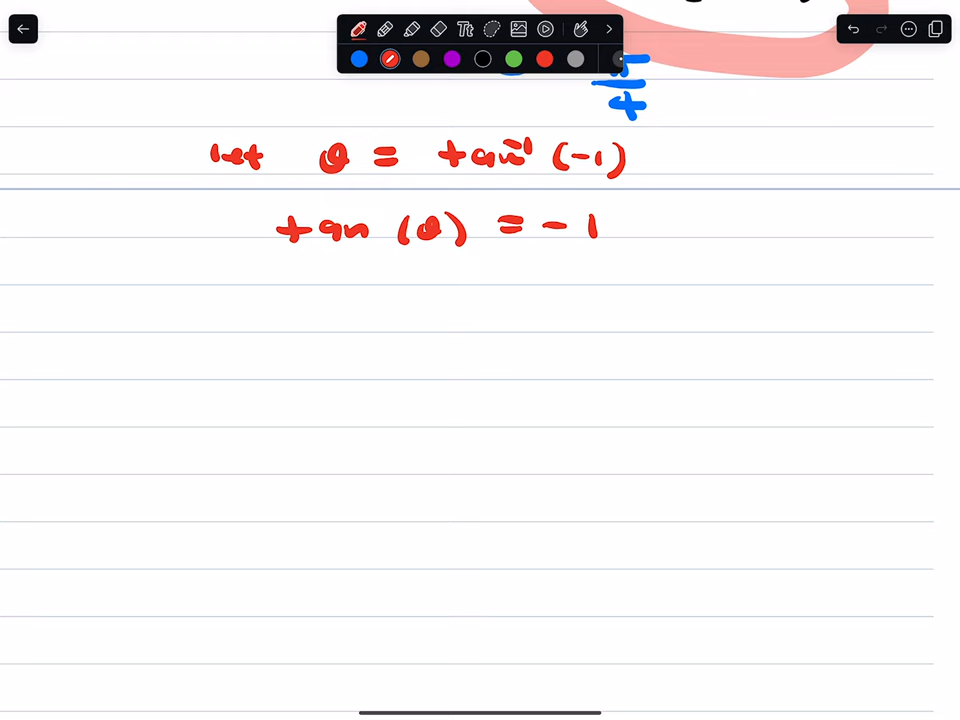 let θ = tan⁻¹ (-1)
tan (θ) = -1